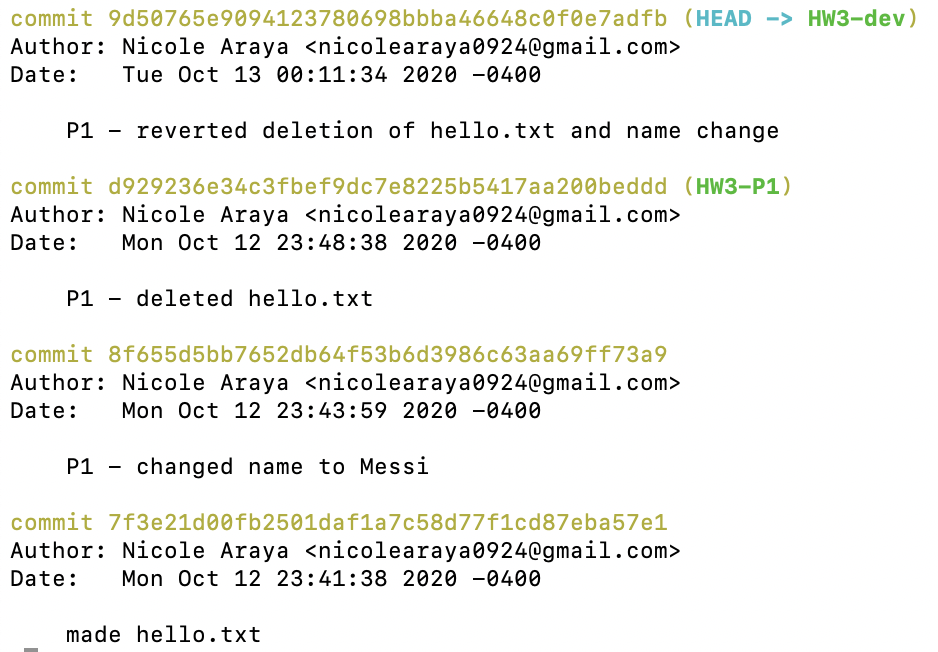 commit 9d50765e9094123780698bbba46648c0f0e7adfb (HEAD -> HW3-dev)
Author: Nicole Araya <nicolearaya0924@gmail.com>
Date:   Tue Oct 13 00:11:34 2020 -0400
P1 - reverted deletion of hello.txt and name change
commit d929236e34c3fbef9dc7e8225b5417aa200beddd (HW3-P1)
Author: Nicole Araya <nicolearaya0924@gmail.com>
Date:   Mon Oct 12 23:48:38 2020 -0400
P1 - deleted hello.txt
commit 8f655d5bb7652db64f53b6d3986c63aa69ff73a9
Author: Nicole Araya <nicolearaya0924@gmail.com>
Date:   Mon Oct 12 23:43:59 2020 -0400
P1 - changed name to Messi
commit 7f3e21d00fb2501daf1a7c58d77f1cd87eba57e1
Author: Nicole Araya <nicolearaya0924@gmail.com>
Date:   Mon Oct 12 23:41:38 2020 -0400
made hello.txt